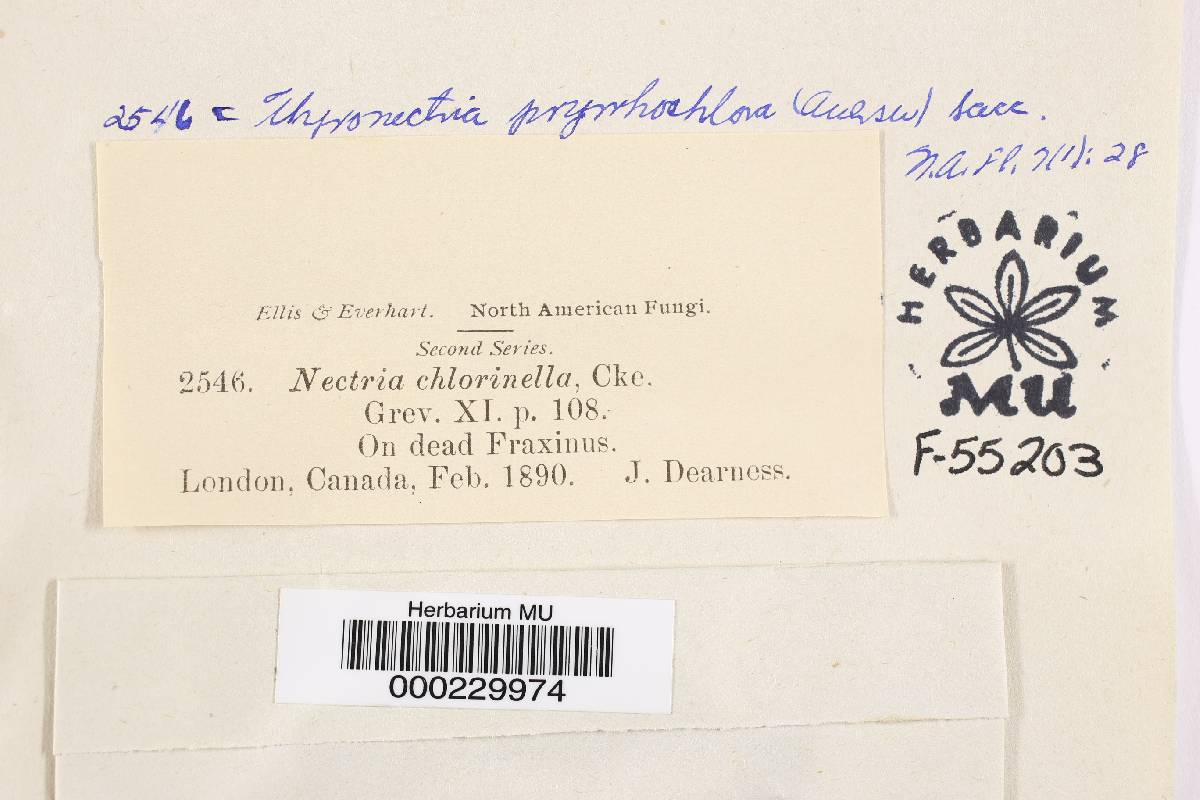 2546 = Thyronectria pyrrhochlora (Auersw) Sacc.
N.A. Fl. 7(1): 28
HERBARIUM
MU
F-55203
Ellis & Everhart. North American Fungi.
Second Series.
2546. Nectria chlorinella, Cke.
Grev. XI. p. 108.
On dead Fraxinus.
London, Canada, Feb. 1890. J. Dearness.
Herbarium MU
000229974